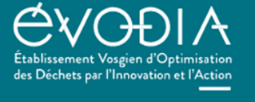 évodia
Établissement Vosgien d'Optimisation
des Déchets par l'Innovation et l'Action